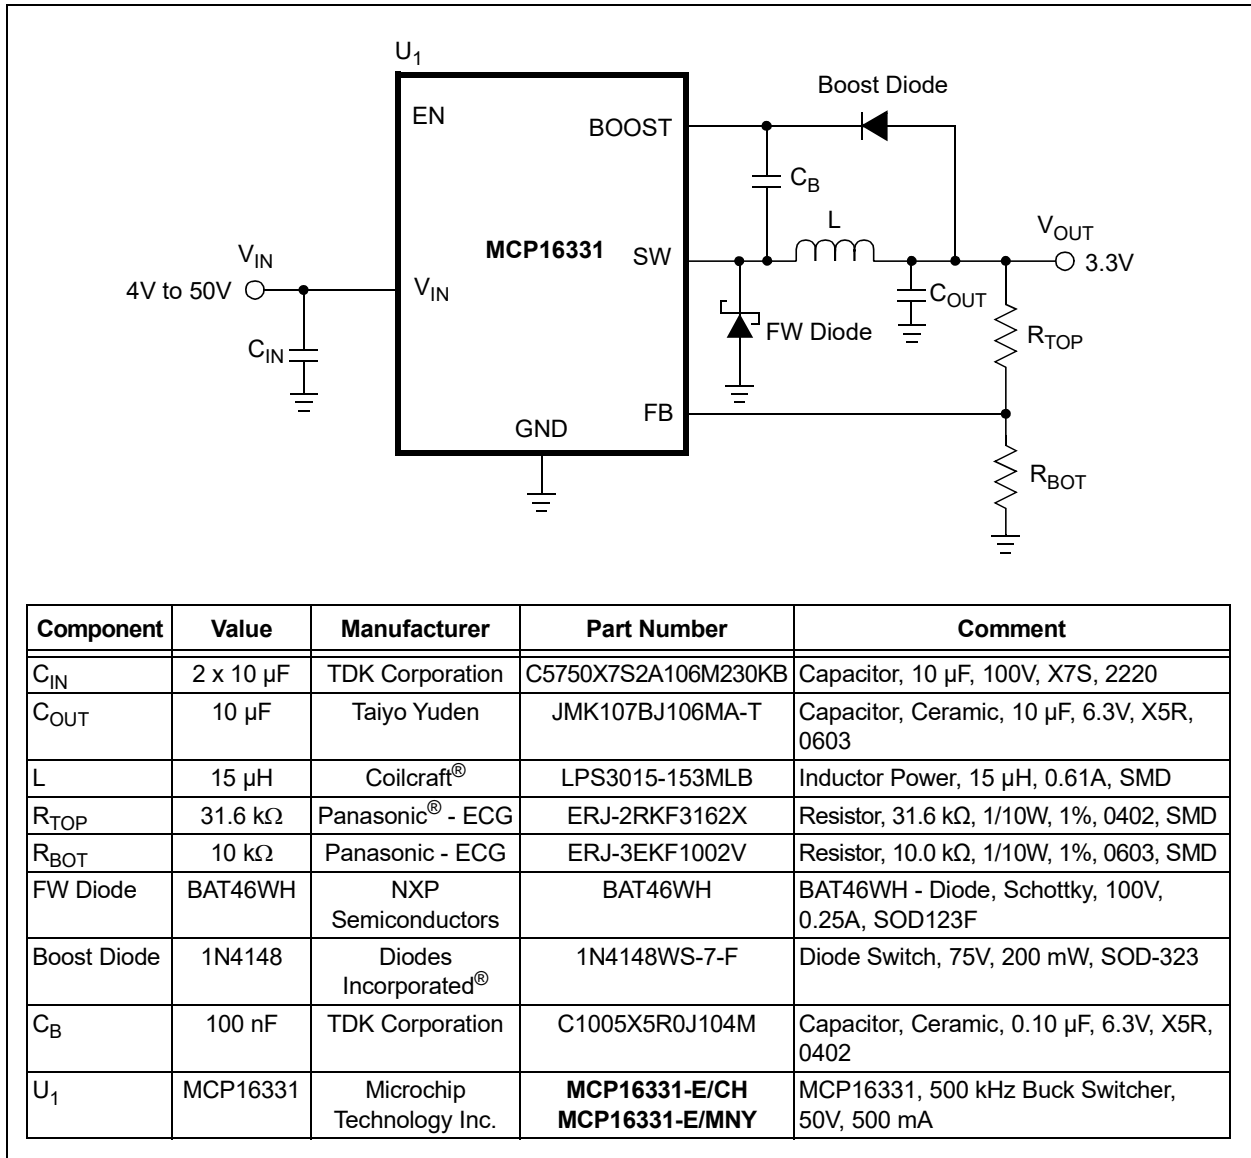 U1
EN
BOOST
Boost Diode
CB
L
VOUT
3.3V
MCP16331
SW
VIN
4V to 50V
VIN
COUT
FW Diode
CIN
RTOP
FB
GND
RBOT
Component Value Manufacturer Part Number Comment
CIN 2 x 10 µF TDK Corporation C5750X7S2A106M230KB Capacitor, 10 µF, 100V, X7S, 2220
COUT 10 µF Taiyo Yuden JMK107BJ106MA-T Capacitor, Ceramic, 10 µF, 6.3V, X5R,
0603
L 15 µH Coilcraft® LPS3015-153MLB Inductor Power, 15 µH, 0.61A, SMD
RTOP 31.6 kΩ Panasonic® - ECG ERJ-2RKF3162X Resistor, 31.6 kΩ, 1/10W, 1%, 0402, SMD
RBOT 10 kΩ Panasonic - ECG ERJ-3EKF1002V Resistor, 10.0 kΩ, 1/10W, 1%, 0603, SMD
FW Diode BAT46WH NXP BAT46WH BAT46WH - Diode, Schottky, 100V,
Semiconductors 0.25A, SOD123F
Boost Diode 1N4148 Diodes 1N4148WS-7-F Diode Switch, 75V, 200 mW, SOD-323
Incorporated®
CB 100 nF TDK Corporation C1005X5R0J104M Capacitor, Ceramic, 0.10 µF, 6.3V, X5R,
0402
U1 MCP16331 Microchip MCP16331-E/CH MCP16331, 500 kHz Buck Switcher,
Technology Inc. MCP16331-E/MNY 50V, 500 mA